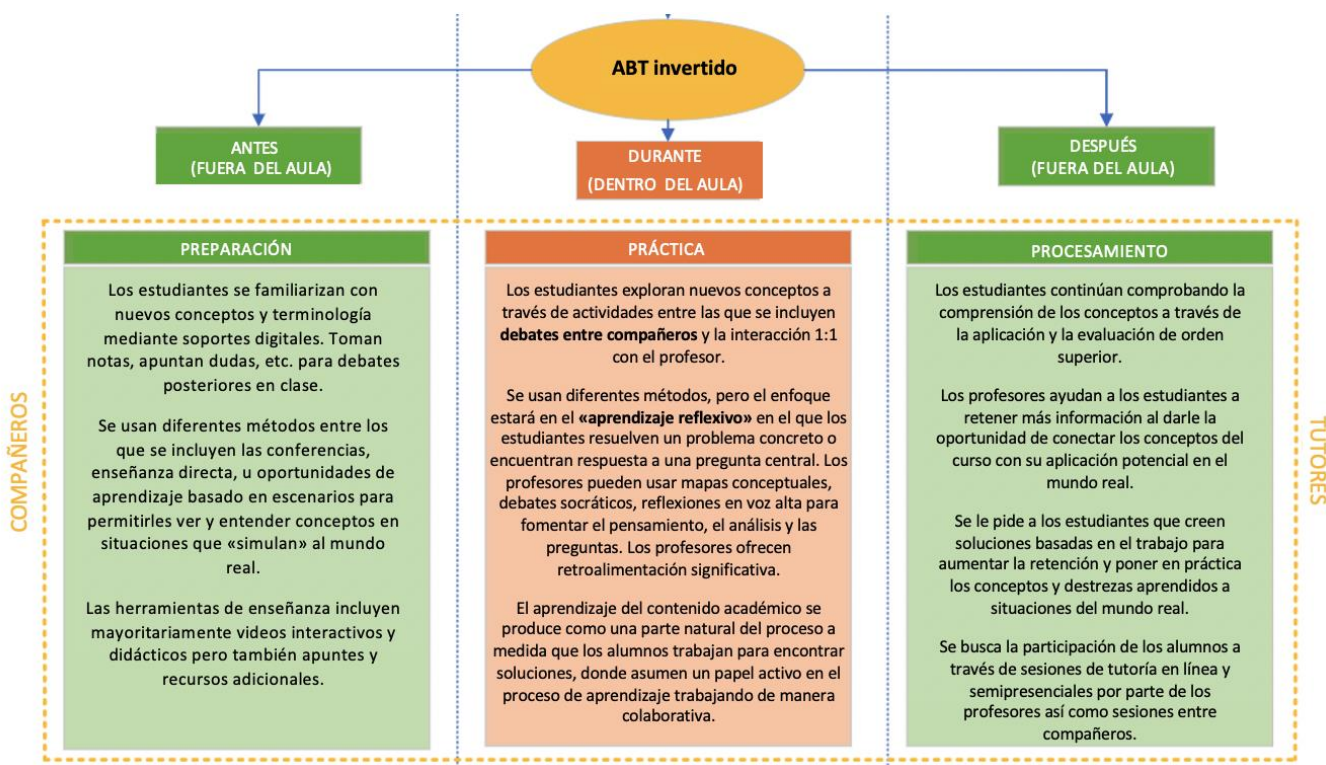 ABT invertido
ANTES
(FUERA DEL AULA)
DURANTE
(DENTRO DEL AULA)
DESPUÉS
(FUERA DEL AULA)
COMPAÑEROS
PREPARACIÓN
Los estudiantes se familiarizan con
nuevos conceptos y terminología
mediante soportes digitales. Toman
notas, apuntan dudas, etc. para debates
posteriores en clase.
Se usan diferentes métodos entre los
que se incluyen las conferencias,
enseñanza directa, u oportunidades de
aprendizaje basado en escenarios para
permitirles ver y entender conceptos en
situaciones que «simulan» al mundo
real.
Las herramientas de enseñanza incluyen
mayoritariamente videos interactivos y
didácticos pero también apuntes y
recursos adicionales.
PRÁCTICA
Los estudiantes exploran nuevos conceptos a
través de actividades entre las que se incluyen
debates entre compañeros y la interacción 1:1
con el profesor.
Se usan diferentes métodos, pero el enfoque
estará en el «aprendizaje reflexivo» en el que los
estudiantes resuelven un problema concreto o
encuentran respuesta a una pregunta central. Los
profesores pueden usar mapas conceptuales,
debates socráticos, reflexiones en voz alta para
fomentar el pensamiento, el análisis y las
preguntas. Los profesores ofrecen
retroalimentación significativa.
El aprendizaje del contenido académico se
produce como una parte natural del proceso a
medida que los alumnos trabajan para encontrar
soluciones, donde asumen un papel activo en el
proceso de aprendizaje trabajando de manera
colaborativa.
PROCESAMIENTO
Los estudiantes continúan comprobando la
comprensión de los conceptos a través de
la aplicación y la evaluación de orden
superior.
Los profesores ayudan a los estudiantes a
retener más información al darle la
oportunidad de conectar los conceptos del
curso con su aplicación potencial en el
mundo real.
Se le pide a los estudiantes que creen
soluciones basadas en el trabajo para
aumentar la retención y poner en práctica
los conceptos y destrezas aprendidos a
situaciones del mundo real.
Se busca la participación de los alumnos a
través de sesiones de tutoría en línea y
semipresenciales por parte de los
profesores así como sesiones entre
compañeros.
TUTORES